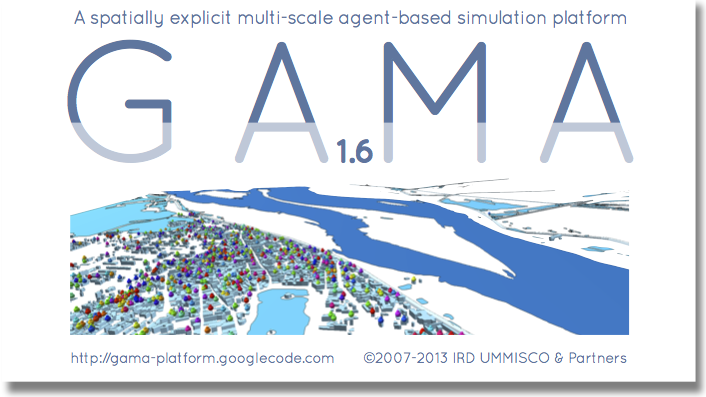 A spatially explicit multi-scale agent-based simulation platform
GAMA
1.6
http://gama-platform.googlecode.com ©2007-2013 IRD UMMISCO & Partners